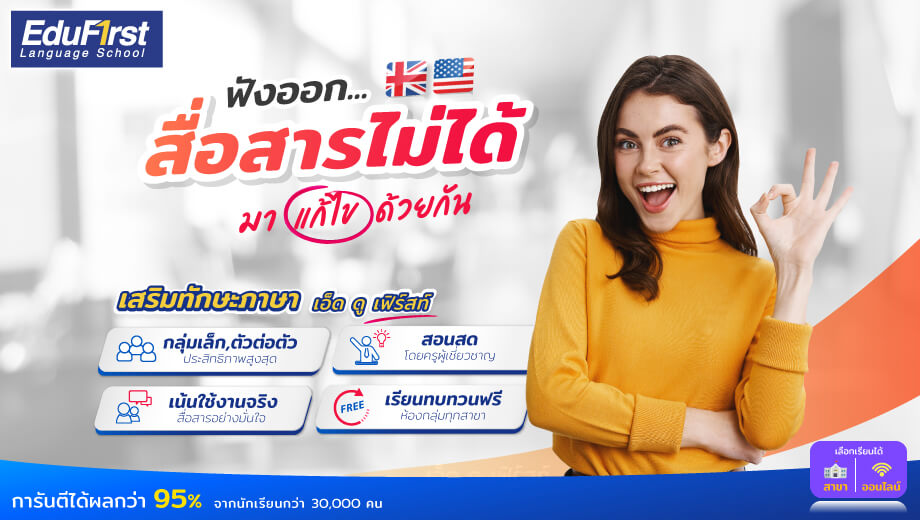 EduF1rst
Language School
ฟังออก...
สื่อสารไม่ได้
มา แก้ไข ด้วยกัน
เสริมทักษะภาษา เอ็ด ดู เฟิร์สท์
กลุ่มเล็ก,ตัวต่อตัว
ประสิทธิภาพสูงสุด
สอนสด
โดยครูผู้เชี่ยวชาญ
เน้นใช้งานจริง
สื่อสารอย่างมั่นใจ
FREE
เรียนทบทวนฟรี
ห้องกลุ่มทุกสาขา
เลือกเรียนได้
สาขา
ออนไลน์
การันตีได้ผลกว่า 95% จากนักเรียนกว่า 30,000 คน